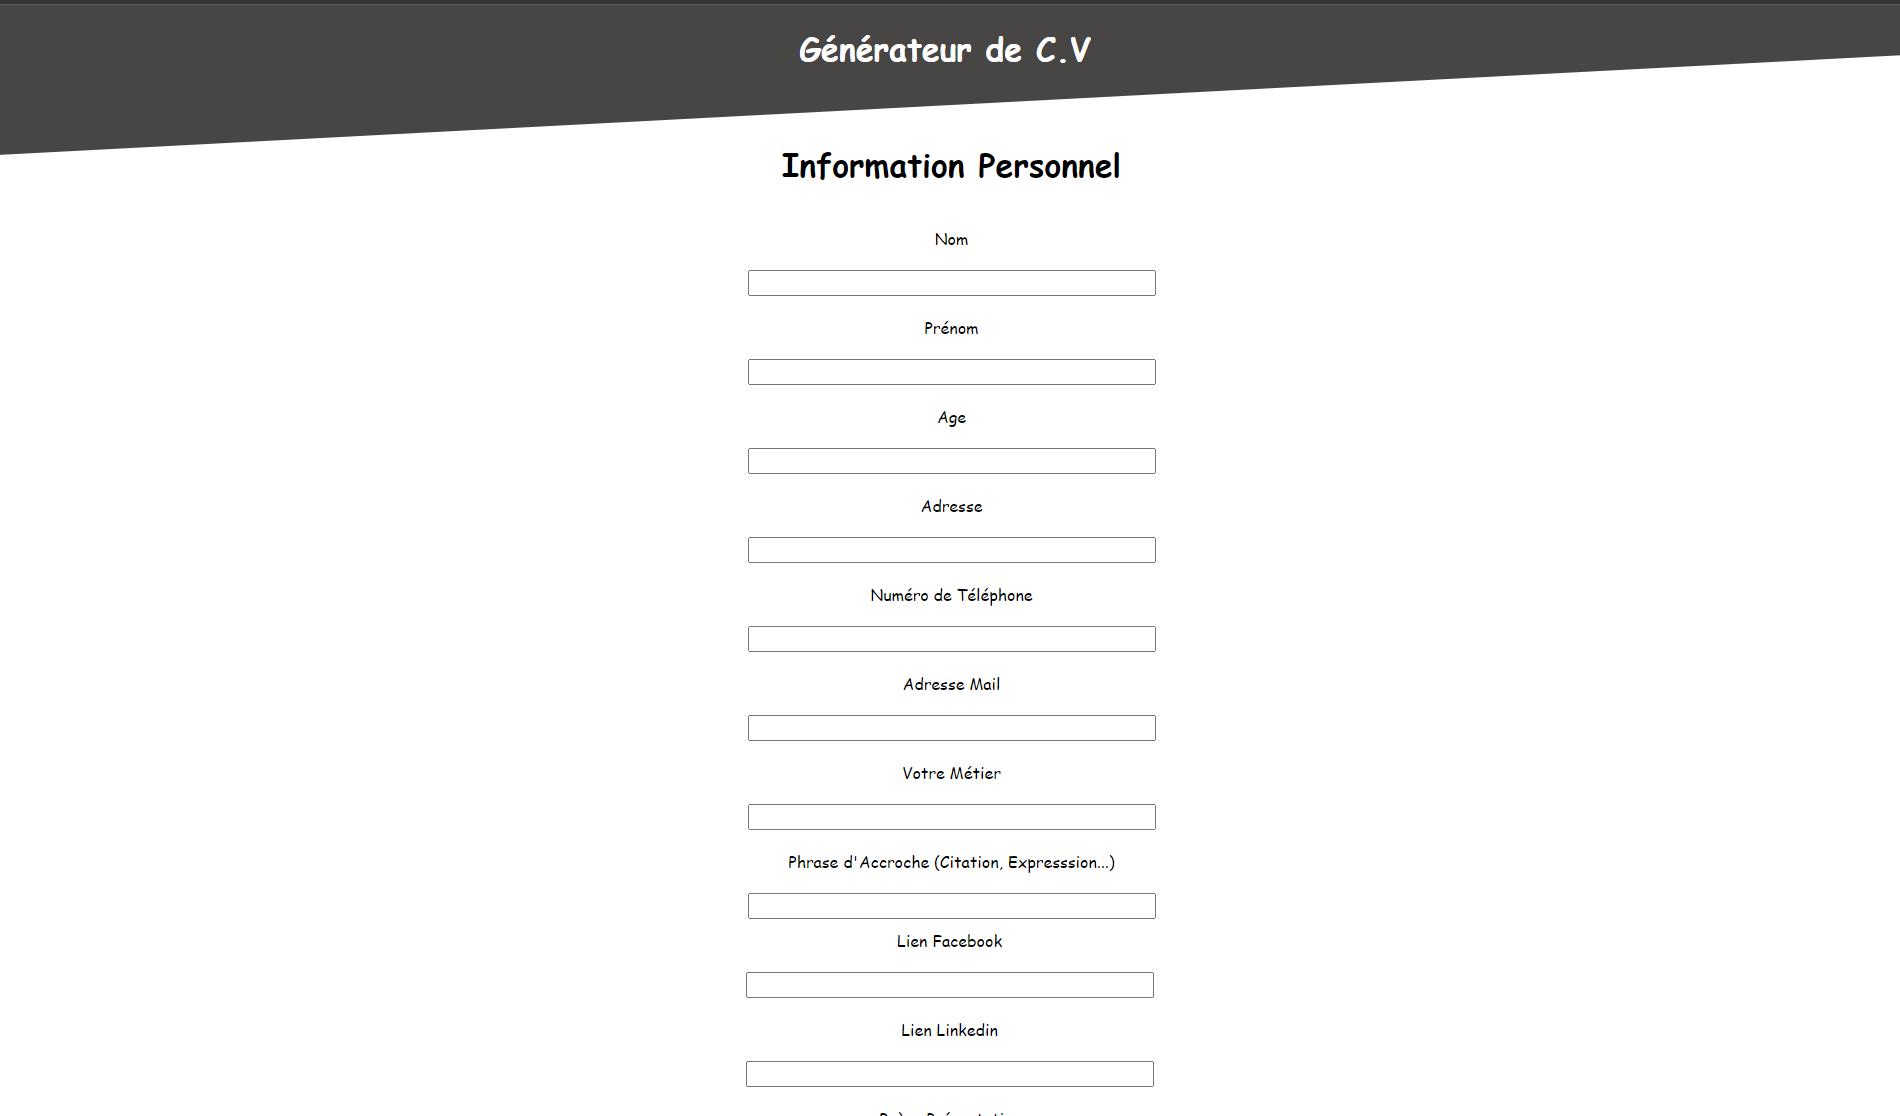 Générateur de C.V
Information Personnel
Nom
Prénom
Age
Adresse
Numéro de Téléphone
Adresse Mail
Votre Métier
Phrase d'Accroche (Citation, Expresssion...)
Lien Facebook
Lien Linkedin